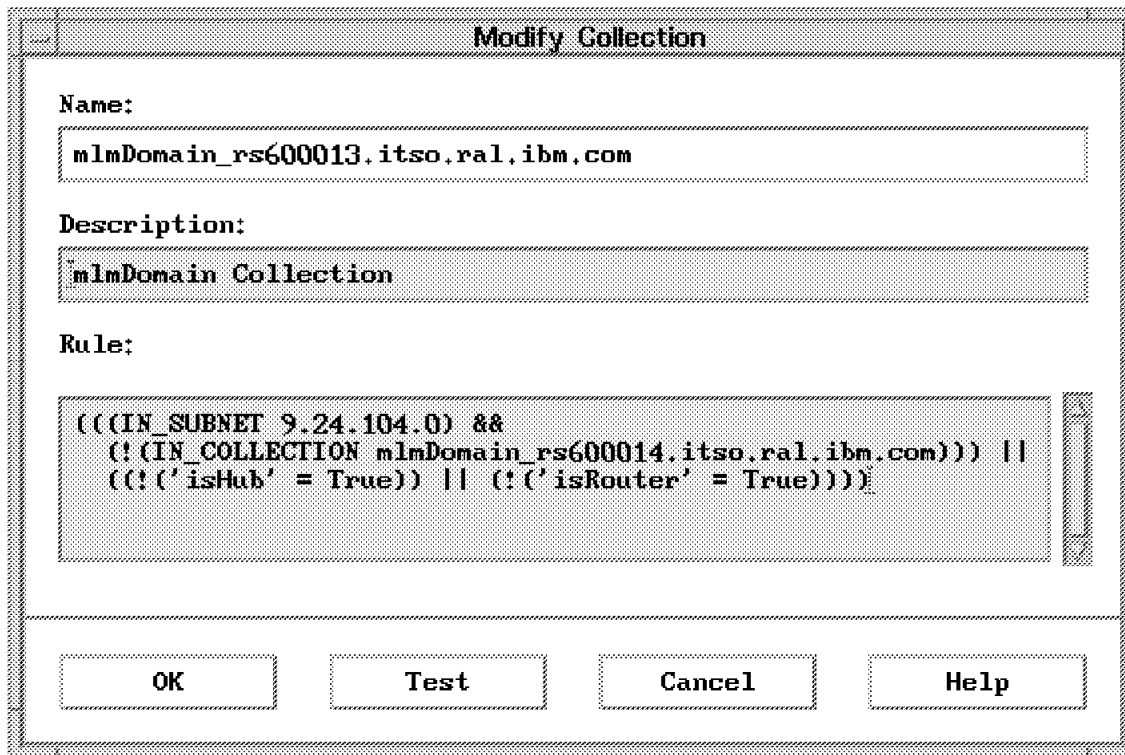 Modify Collection
Name:
mlmDomain_rs600013.itso.ral.ibm.com
Description:
mlmDomain Collection
Rule:
(((IN_SUBNET 9.24.104.0) &&
(!(IN_COLLECTION mlmDomain_rs600014.itso.ral.ibm.com))) ||
((!('isHub' = True)) || (!('isRouter' = True))))
OK Test Cancel Help